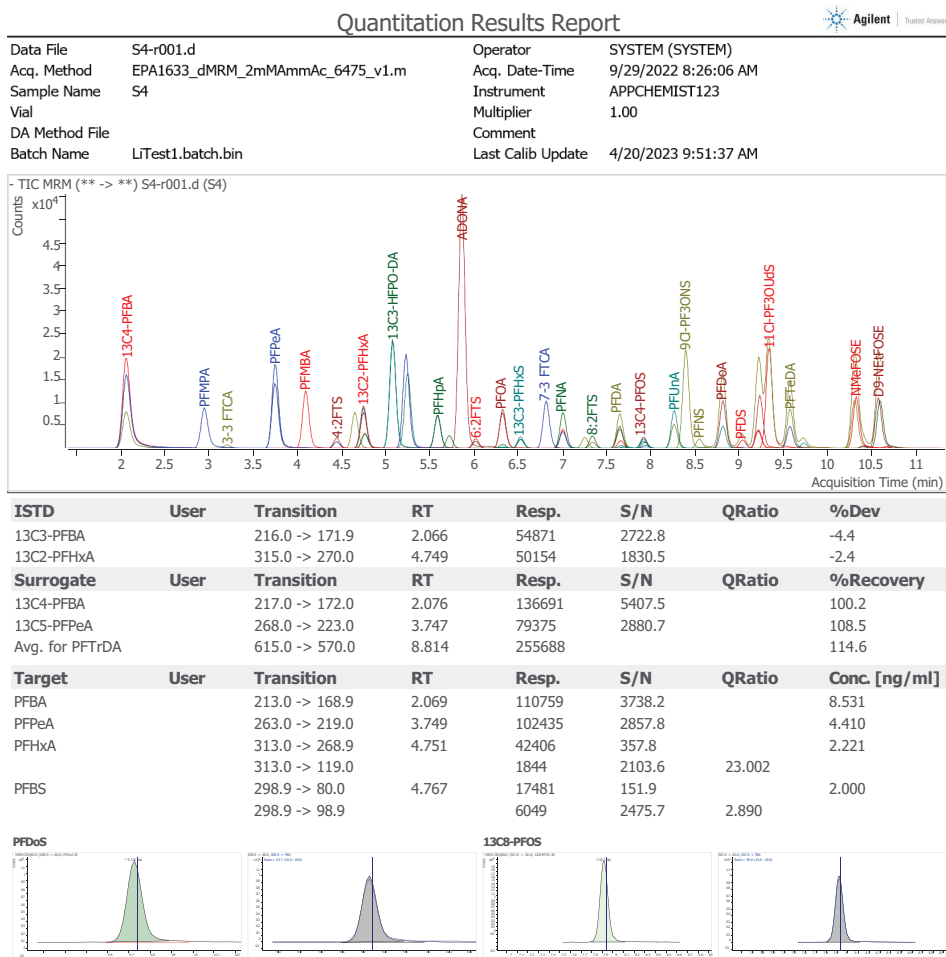 Quantitation Results Report
Agilent Trusted Answers
Data File S4-r001.d Operator SYSTEM (SYSTEM)
Acq. Method EPA1633_dMRM_2mMAmmAc_6475_v1.m Acq. Date-Time 9/29/2022 8:26:06 AM
Sample Name S4 Instrument APPCHEMIST123
Vial Multiplier 1.00
DA Method File Comment
Batch Name LiTest1.batch.bin Last Calib Update 4/20/2023 9:51:37 AM
- TIC MRM (** -> **) S4-r001.d (S4)
Counts
x10⁴
4.5
4
3.5
3
2.5
2
1.5
1
0.5
13C4-PFBA
PFMPA
3-3 FTCA
PFPeA
PFMBA
4:2FTS
13C2-PFHxA
13C3-HFPO-DA
PFHpA
ADONA
6:2FTS
PFOA
13C3-PFHxS
7-3 FTCA
PFNA
8:2FTS
PFDA
13C4-PFOS
PFUnA
9Cl-PF3ONS
PFNS
PFDoA
PFDS
11Cl-PF3OUdS
PFTeDA
NMeFOSE
D9-NEtFOSE
2 2.5 3 3.5 4 4.5 5 5.5 6 6.5 7 7.5 8 8.5 9 9.5 10 10.5 11
Acquisition Time (min)
ISTD User Transition RT Resp. S/N QRatio %Dev
13C3-PFBA 216.0 -> 171.9 2.066 54871 2722.8 -4.4
13C2-PFHxA 315.0 -> 270.0 4.749 50154 1830.5 -2.4
Surrogate User Transition RT Resp. S/N QRatio %Recovery
13C4-PFBA 217.0 -> 172.0 2.076 136691 5407.5 100.2
13C5-PFPeA 268.0 -> 223.0 3.747 79375 2880.7 108.5
Avg. for PFTrDA 615.0 -> 570.0 8.814 255688 114.6
Target User Transition RT Resp. S/N QRatio Conc. [ng/ml]
PFBA 213.0 -> 168.9 2.069 110759 3738.2 8.531
PFPeA 263.0 -> 219.0 3.749 102435 2857.8 4.410
PFHxA 313.0 -> 268.9 4.751 42406 357.8 2.221
313.0 -> 119.0 1844 2103.6 23.002
PFBS 298.9 -> 80.0 4.767 17481 151.9 2.000
298.9 -> 98.9 6049 2475.7 2.890
PFDoS 13C8-PFOS